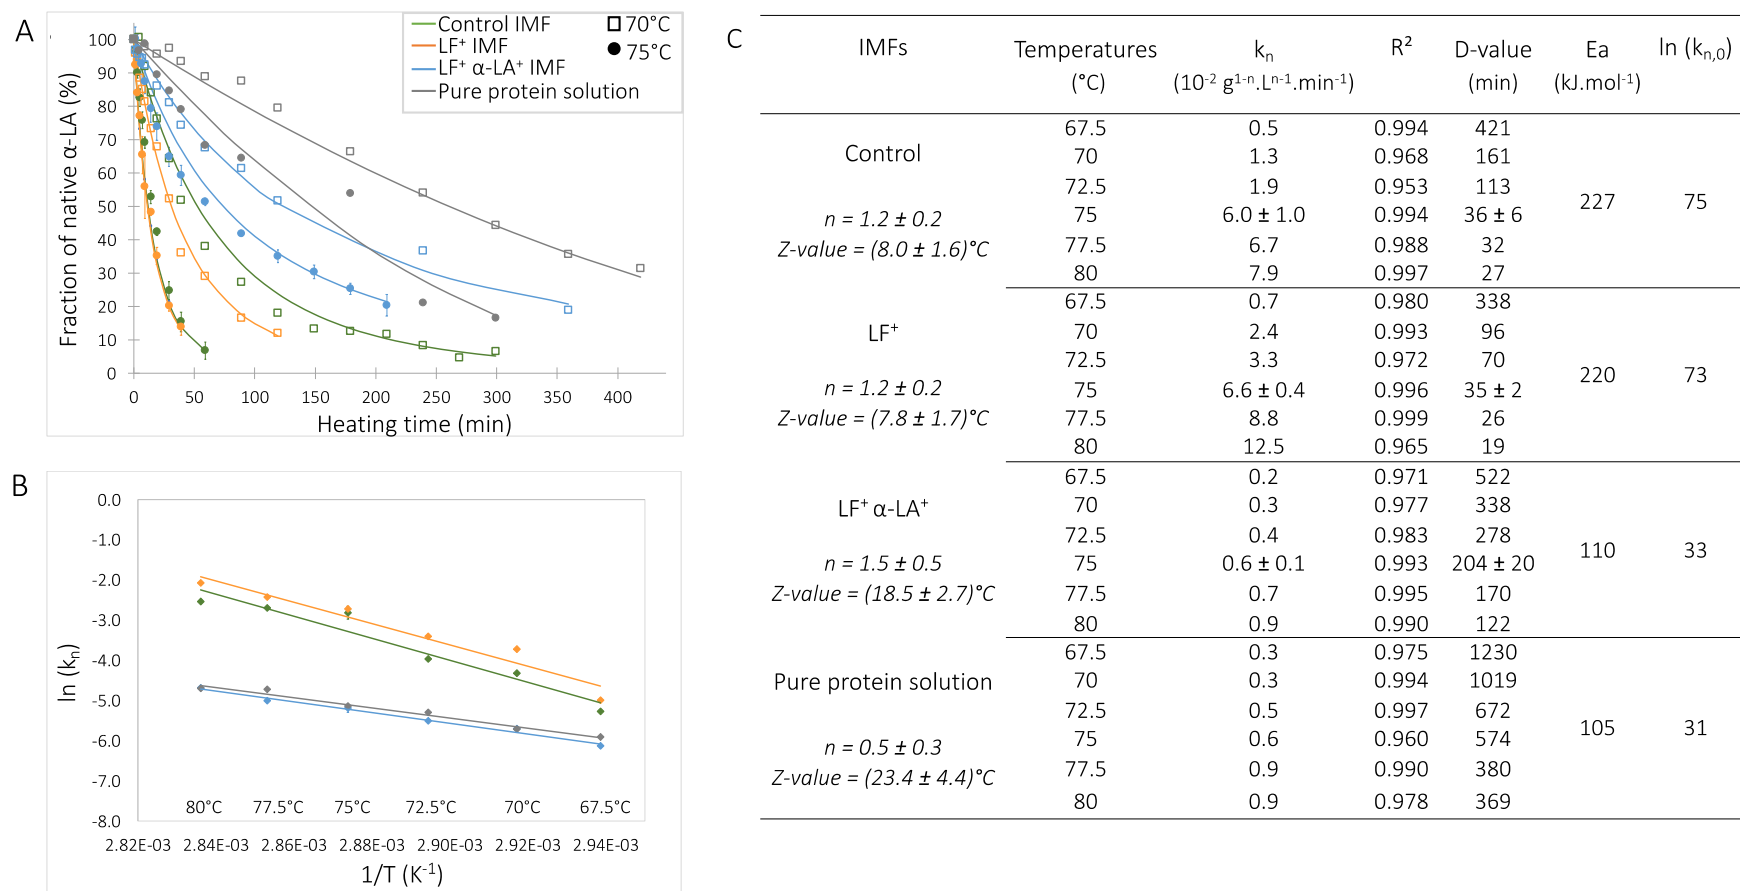 A
Control IMF
LF⁺ IMF
LF⁺ α-LA⁺ IMF
Pure protein solution
70°C
75°C
Fraction of native α-LA (%)
100
90
80
70
60
50
40
30
20
10
0
0 50 100 150 200 250 300 350 400
Heating time (min)
B
ln (kₙ)
0.0
-1.0
-2.0
-3.0
-4.0
-5.0
-6.0
-7.0
-8.0
80°C 77.5°C 75°C 72.5°C 70°C 67.5°C
2.82E-03 2.84E-03 2.86E-03 2.88E-03 2.90E-03 2.92E-03 2.94E-03
1/T (K⁻¹)
C
IMFs Temperatures kₙ R² D-value Ea ln (kₙ,₀)
(°C) (10⁻² g¹⁻ⁿ.Lⁿ⁻¹.min⁻¹) (min) (kJ.mol⁻¹)
67.5 0.5 0.994 421
Control 70 1.3 0.968 161
72.5 1.9 0.953 113
227 75
n = 1.2 ± 0.2 75 6.0 ± 1.0 0.994 36 ± 6
Z-value = (8.0 ± 1.6)°C 77.5 6.7 0.988 32
80 7.9 0.997 27
67.5 0.7 0.980 338
LF⁺ 70 2.4 0.993 96
72.5 3.3 0.972 70
220 73
n = 1.2 ± 0.2 75 6.6 ± 0.4 0.996 35 ± 2
Z-value = (7.8 ± 1.7)°C 77.5 8.8 0.999 26
80 12.5 0.965 19
67.5 0.2 0.971 522
LF⁺ α-LA⁺ 70 0.3 0.977 338
72.5 0.4 0.983 278
110 33
n = 1.5 ± 0.5 75 0.6 ± 0.1 0.993 204 ± 20
Z-value = (18.5 ± 2.7)°C 77.5 0.7 0.995 170
80 0.9 0.990 122
67.5 0.3 0.975 1230
Pure protein solution 70 0.3 0.994 1019
72.5 0.5 0.997 672
105 31
n = 0.5 ± 0.3 75 0.6 0.960 574
Z-value = (23.4 ± 4.4)°C 77.5 0.9 0.990 380
80 0.9 0.978 369